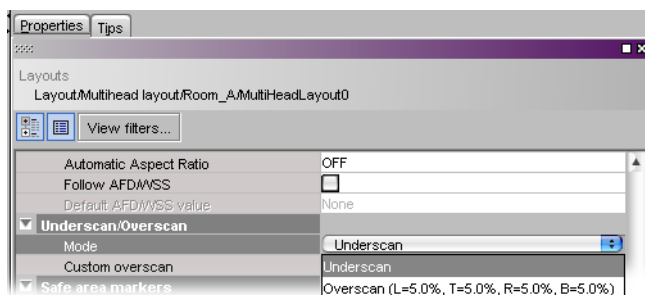 Properties Tips
Layouts
Layout/Multihead layout/Room_A/MultiHeadLayout0
View filters...
Automatic Aspect Ratio OFF
Follow AFD/WSS
Default AFD/WSS value None
Underscan/Overscan
Mode Underscan
Custom overscan Underscan
Safe area markers Overscan (L=5.0%, T=5.0%, R=5.0%, B=5.0%)